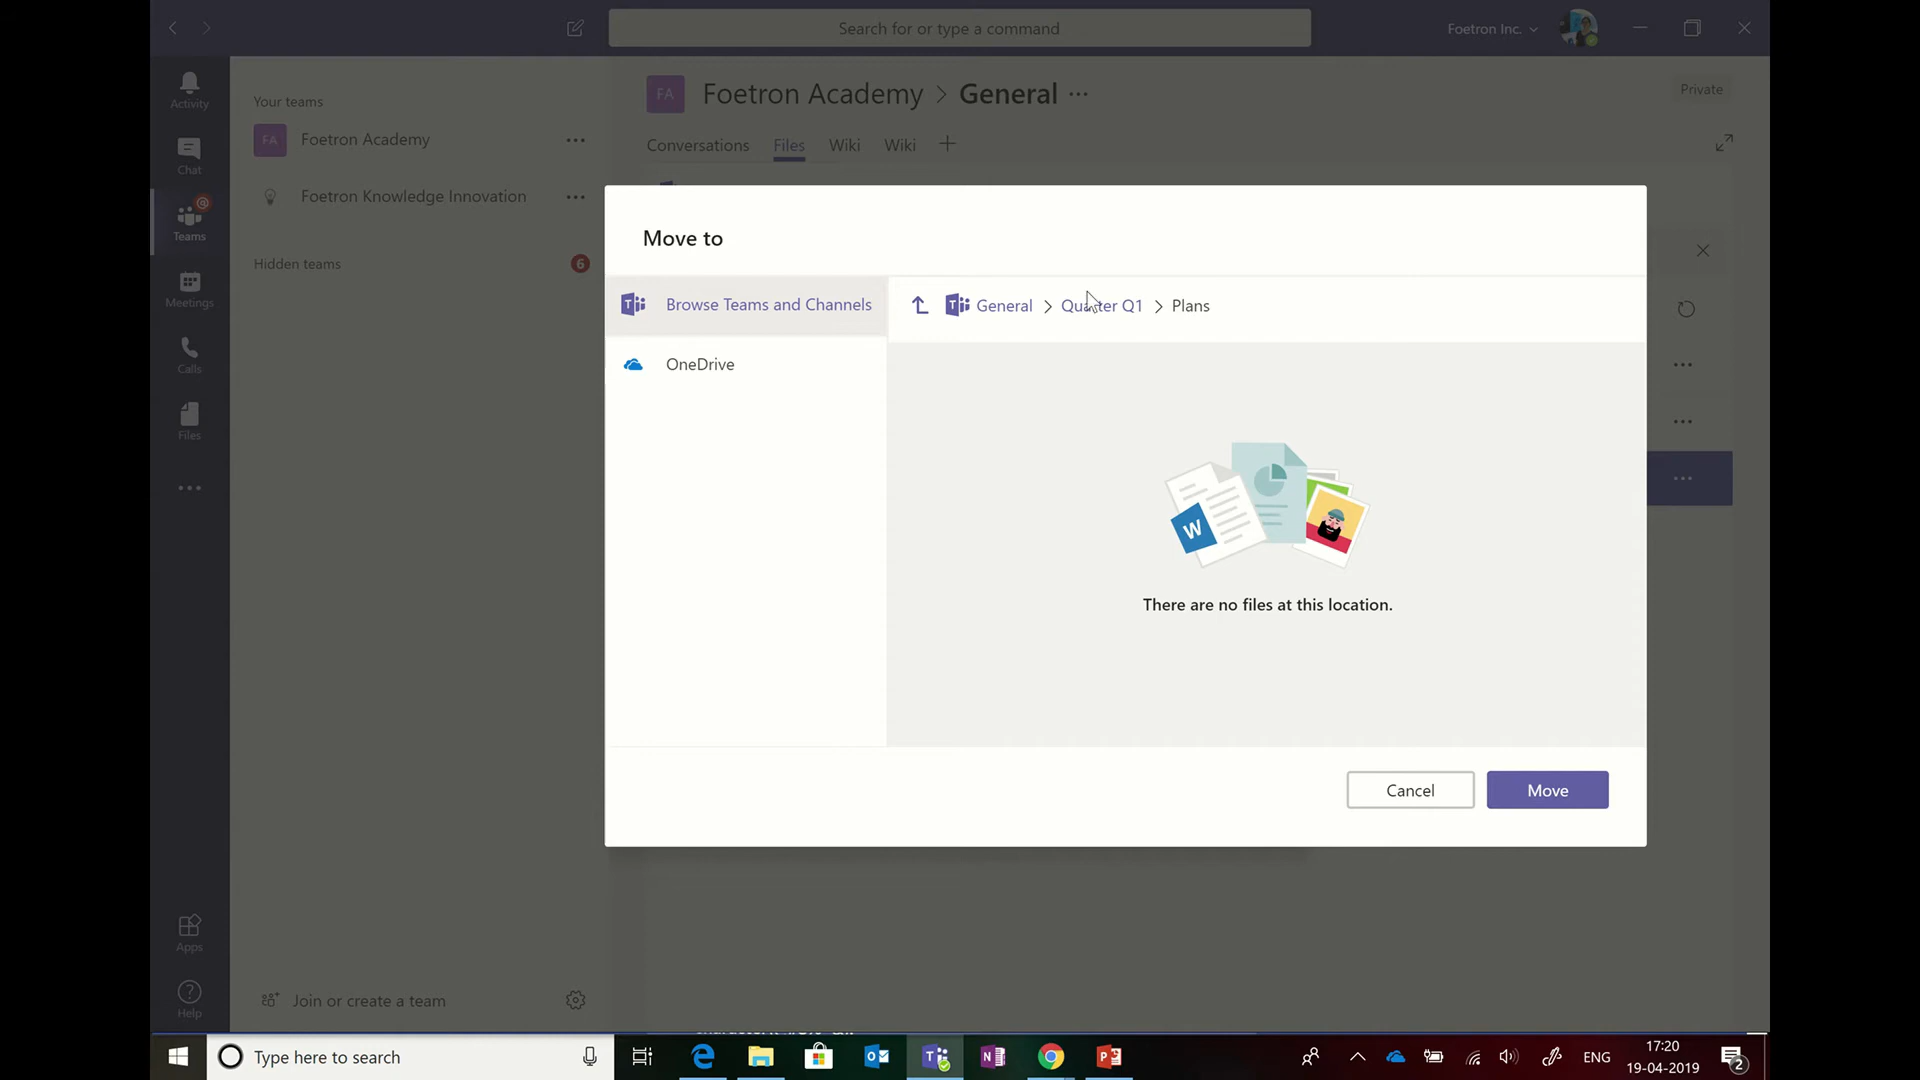 Search for or type a command
Foetron Inc.
Activity
Chat
@
Teams
Meetings
Calls
Files
Apps
Help
Your teams
FA
Foetron Academy
Foetron Knowledge Innovation
Hidden teams
6
Join or create a team
FA
Foetron Academy > General ...
Private
Conversations
Files
Wiki
Wiki
Move to
Browse Teams and Channels
OneDrive
General > Quarter Q1 > Plans
W
There are no files at this location.
Cancel
Move
Type here to search
ENG
17:20
19-04-2019
2